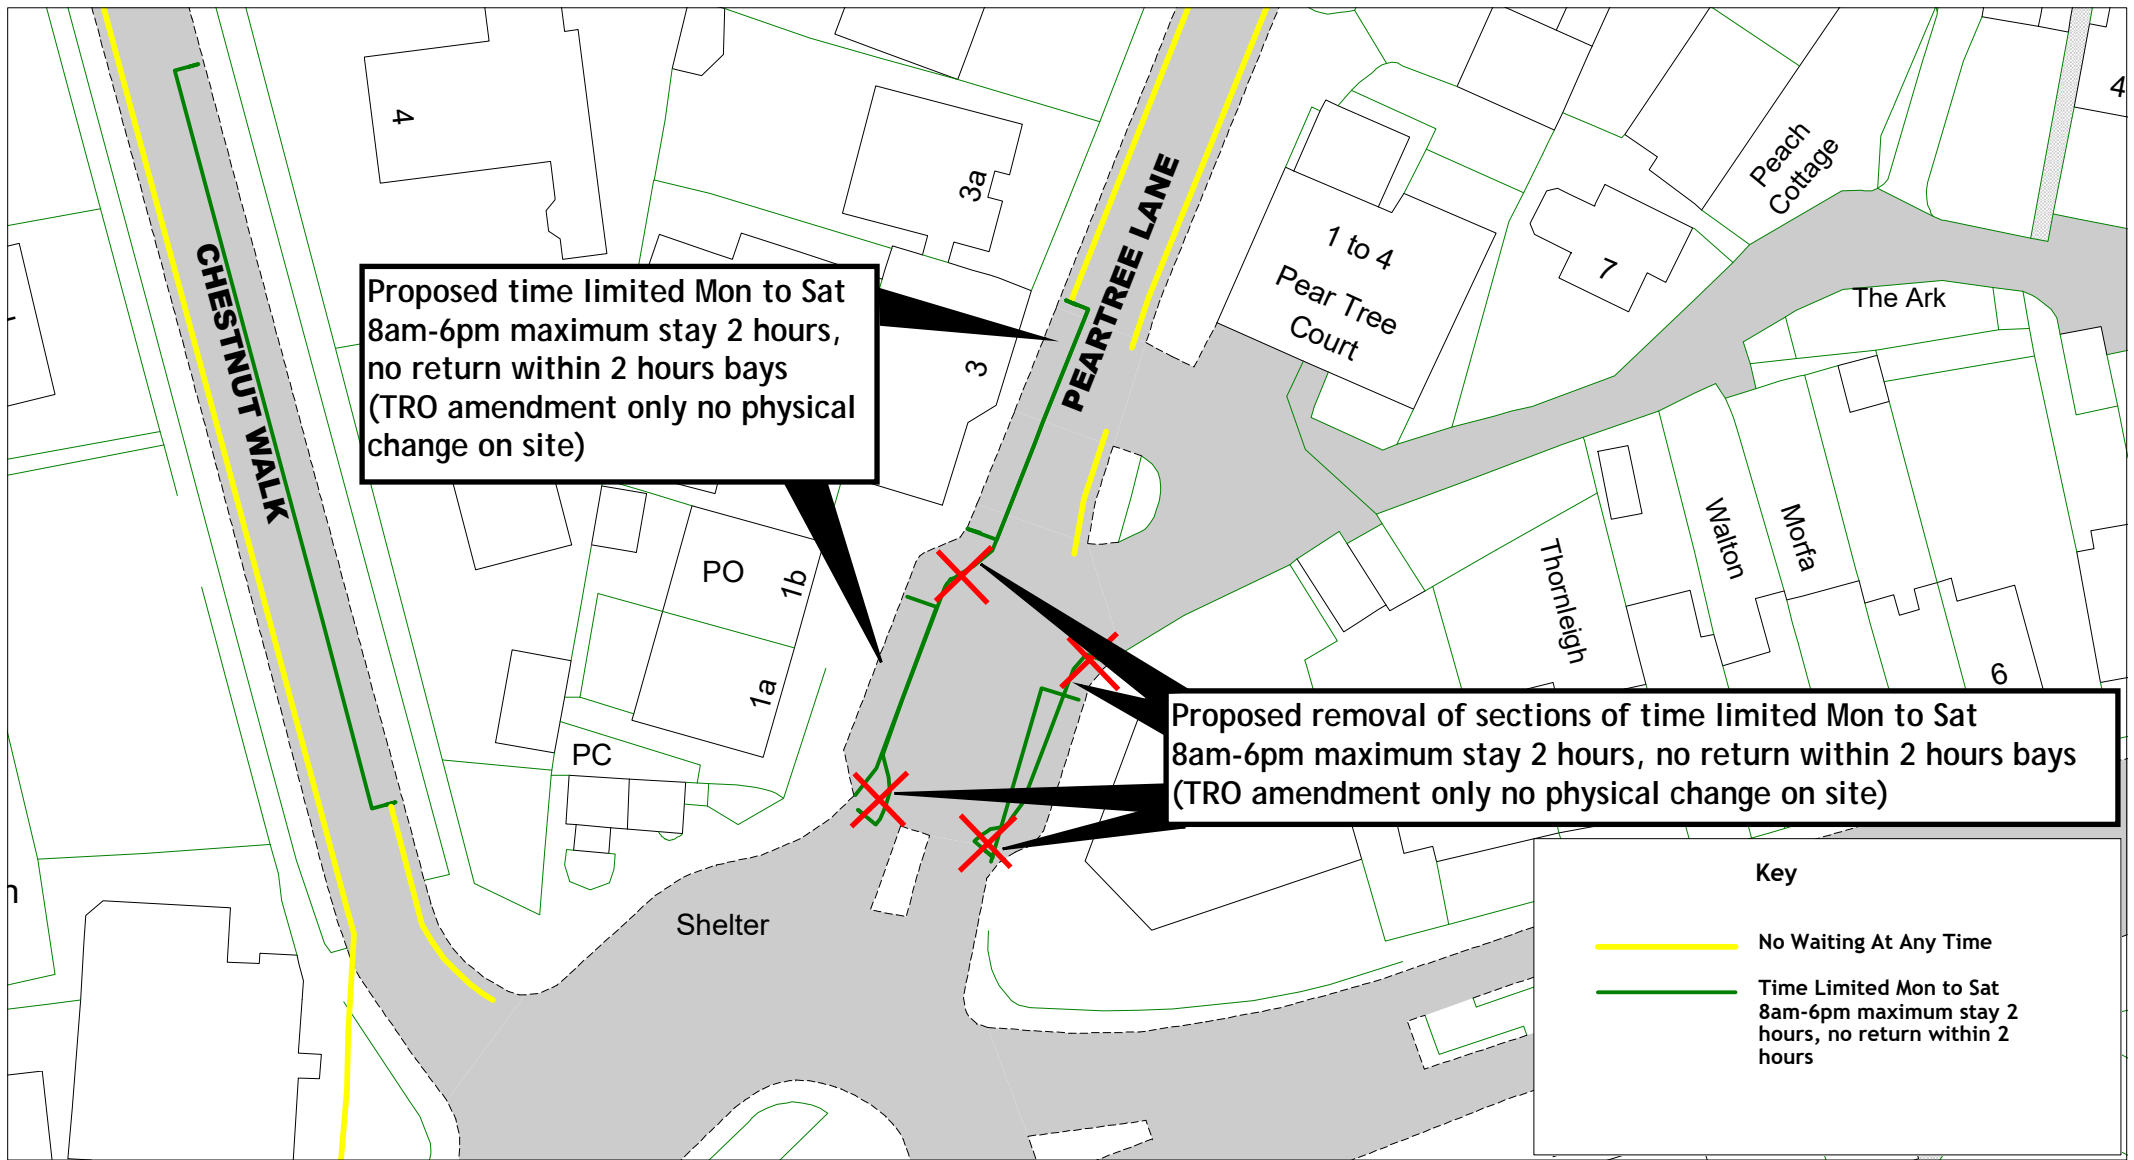 4
3a
PEARTREE LANE
1 to 4
Pear Tree
Court
7
Peach
Cottage
4
The Ark
CHESTNUT WALK
Proposed time limited Mon to Sat
8am-6pm maximum stay 2 hours,
no return within 2 hours bays
(TRO amendment only no physical
change on site)
3
PO
1b
1a
PC
Thornleigh
Walton
Morfa
6
Proposed removal of sections of time limited Mon to Sat
8am-6pm maximum stay 2 hours, no return within 2 hours bays
(TRO amendment only no physical change on site)
Shelter
Key
No Waiting At Any Time
Time Limited Mon to Sat
8am-6pm maximum stay 2
hours, no return within 2
hours